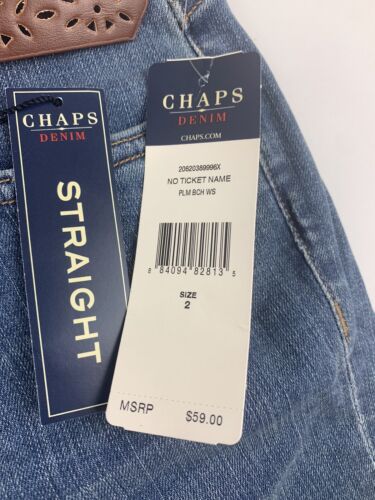 CHAPS
DENIM
STRAIGHT
CHAPS
DENIM
CHAPS.COM
20620389996X
NO TICKET NAME
PLM BCH WS
8 84094 82813 5
SIZE
2
MSRP $59.00